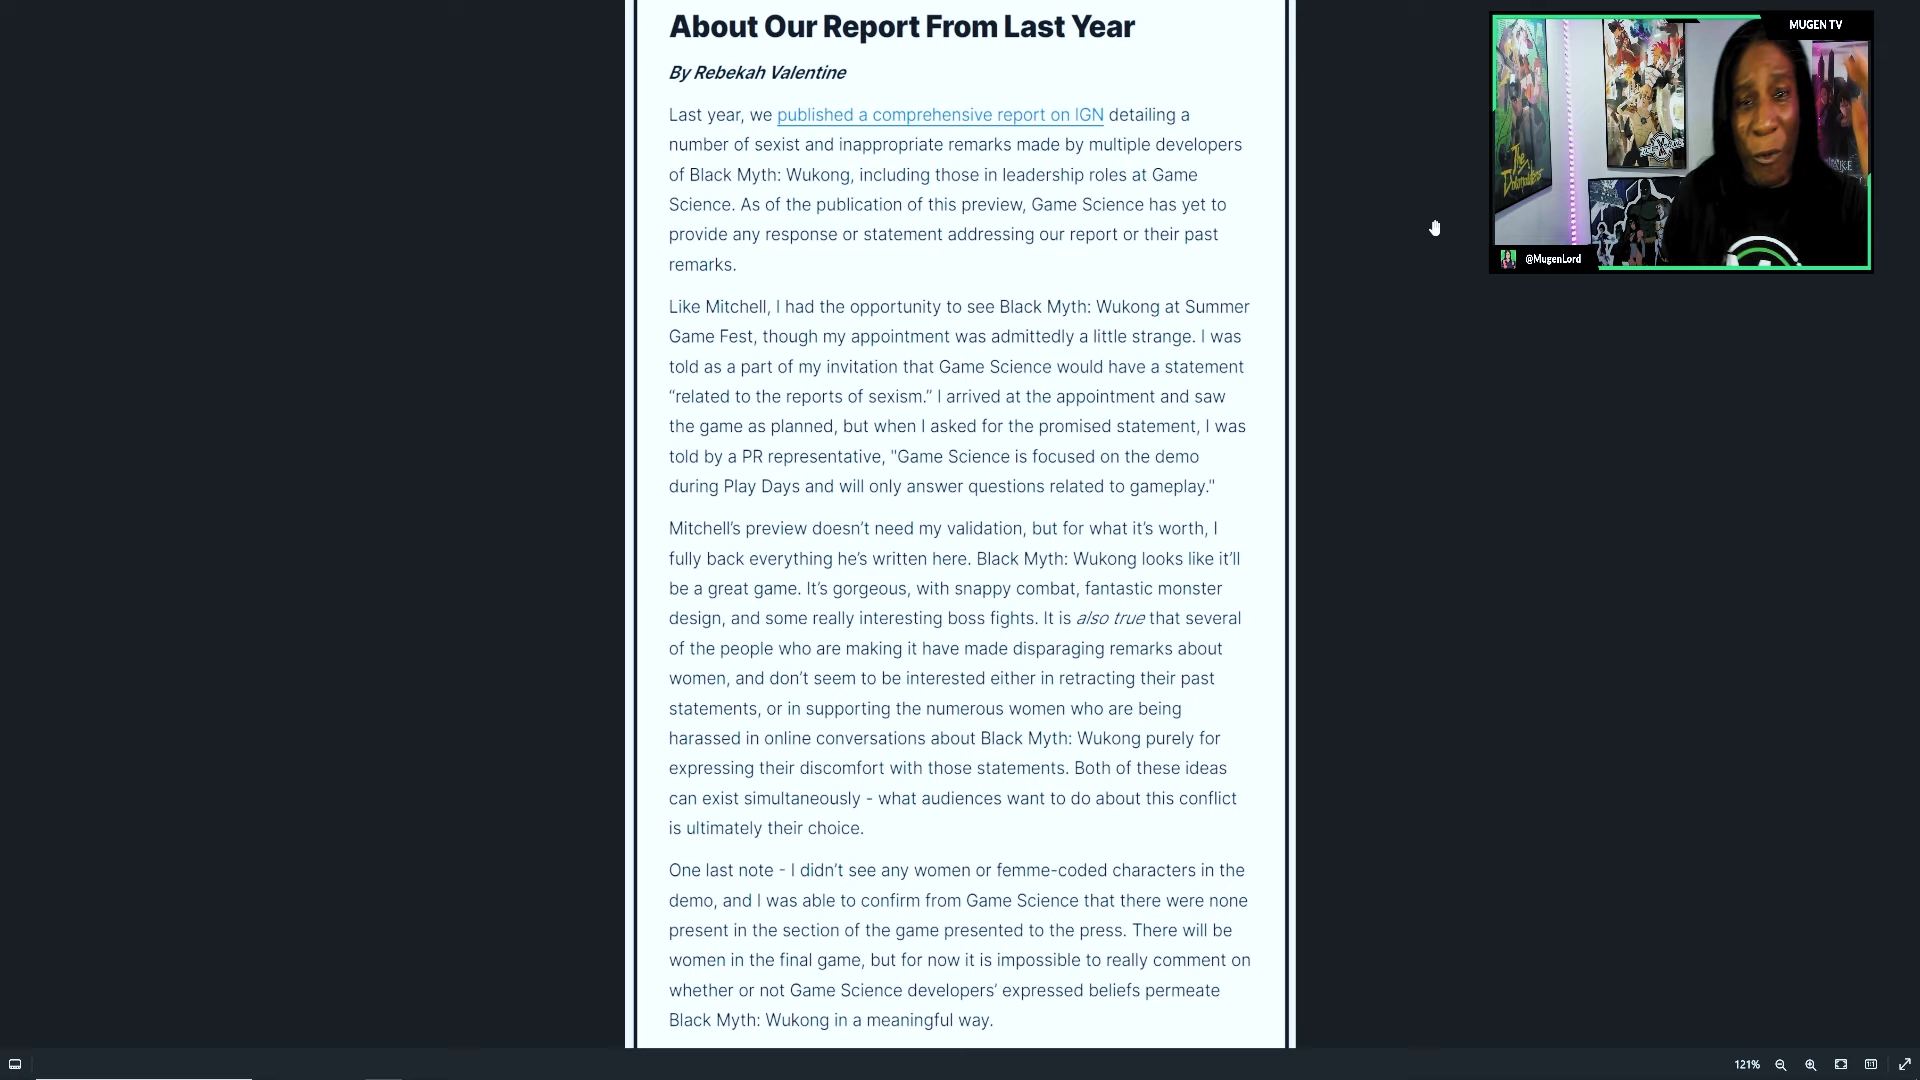 About Our Report From Last Year
By Rebekah Valentine
Last year, we published a comprehensive report on IGN detailing a
number of sexist and inappropriate remarks made by multiple developers
of Black Myth: Wukong, including those in leadership roles at Game
Science. As of the publication of this preview, Game Science has yet to
provide any response or statement addressing our report or their past
remarks.
Like Mitchell, I had the opportunity to see Black Myth: Wukong at Summer
Game Fest, though my appointment was admittedly a little strange. I was
told as a part of my invitation that Game Science would have a statement
“related to the reports of sexism.” I arrived at the appointment and saw
the game as planned, but when I asked for the promised statement, I was
told by a PR representative, "Game Science is focused on the demo
during Play Days and will only answer questions related to gameplay."
Mitchell’s preview doesn’t need my validation, but for what it’s worth, I
fully back everything he’s written here. Black Myth: Wukong looks like it’ll
be a great game. It’s gorgeous, with snappy combat, fantastic monster
design, and some really interesting boss fights. It is also true that several
of the people who are making it have made disparaging remarks about
women, and don’t seem to be interested either in retracting their past
statements, or in supporting the numerous women who are being
harassed in online conversations about Black Myth: Wukong purely for
expressing their discomfort with those statements. Both of these ideas
can exist simultaneously - what audiences want to do about this conflict
is ultimately their choice.
One last note - I didn’t see any women or femme-coded characters in the
demo, and I was able to confirm from Game Science that there were none
present in the section of the game presented to the press. There will be
women in the final game, but for now it is impossible to really comment on
whether or not Game Science developers’ expressed beliefs permeate
Black Myth: Wukong in a meaningful way.
MUGEN TV
The
@MugenLord
121%